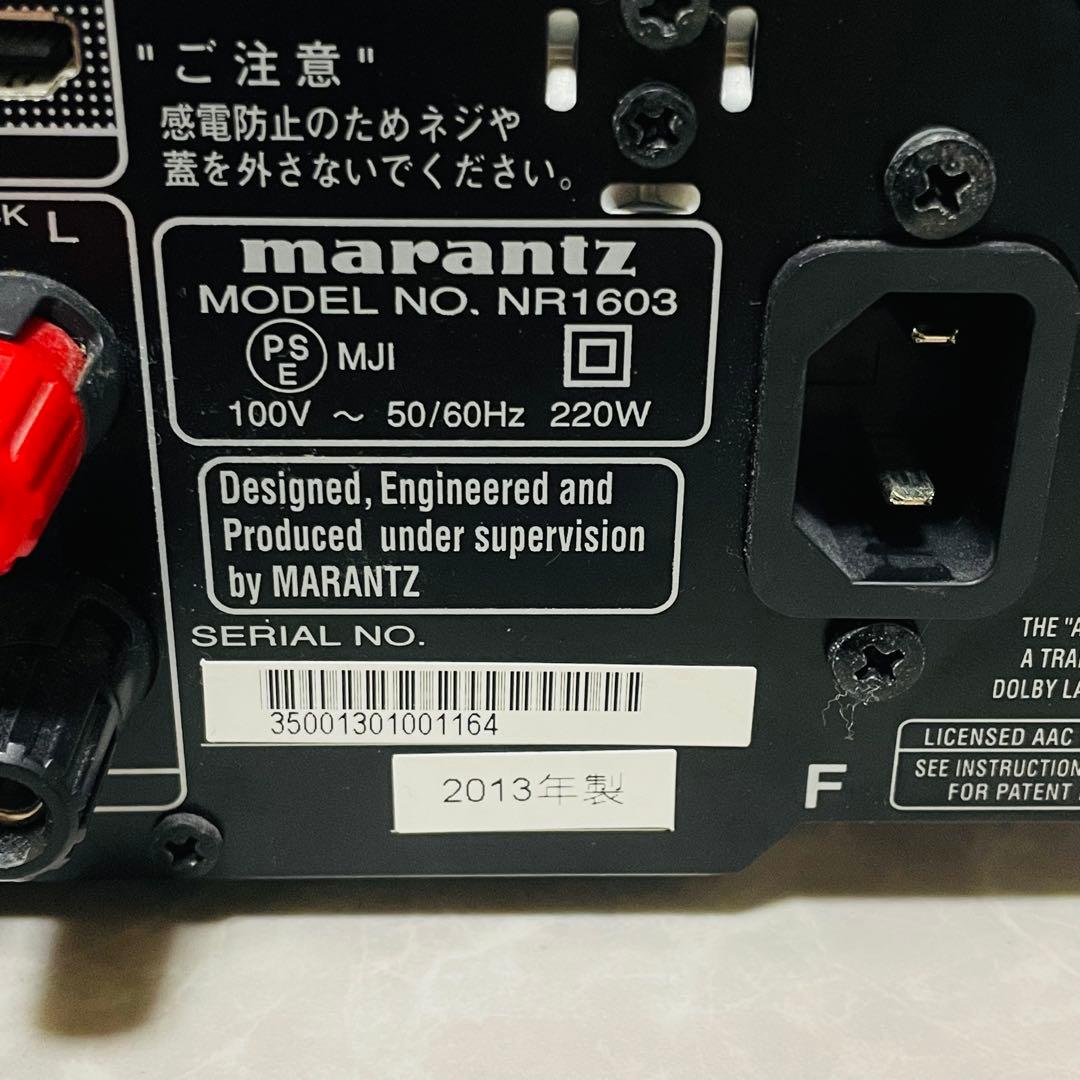 "ご注意"
感電防止のためネジや
蓋を外さないでください。
L
marantz
MODEL NO. NR1603
PSE MJI
100V ～ 50/60Hz 220W
Designed, Engineered and
Produced under supervision
by MARANTZ
SERIAL NO.
35001301001164
2013年製
F
THE "A
A TRA
DOLBY LA
LICENSED AAC
SEE INSTRUCTION
FOR PATENT